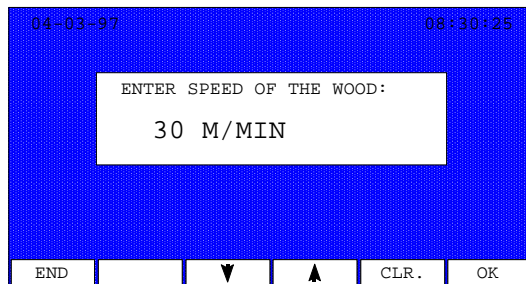 04-03-97 08:30:25
ENTER SPEED OF THE WOOD:
30 M/MIN
END CLR. OK